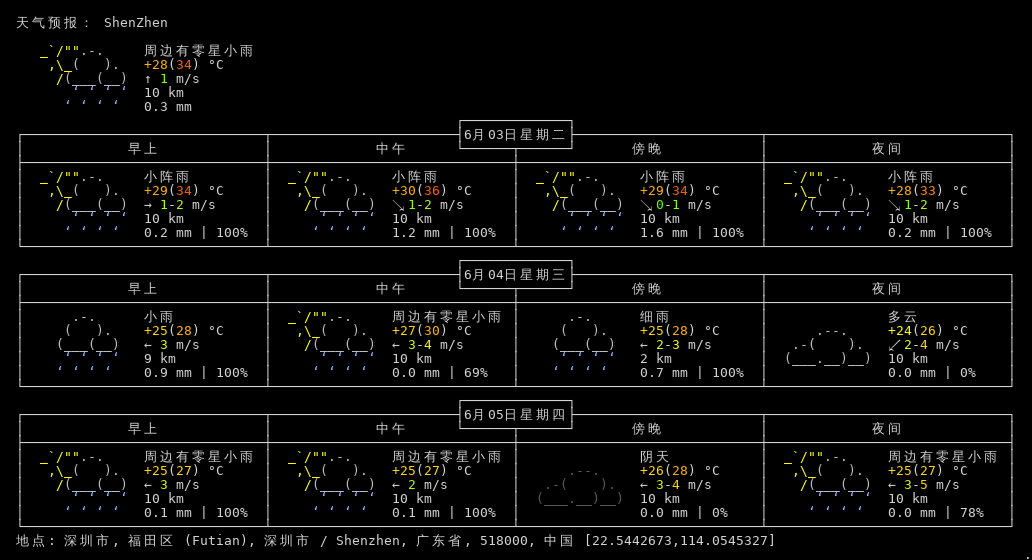 天气预报： ShenZhen
周边有零星小雨
+28(34) °C
↑ 1 m/s
10 km
0.3 mm
6月03日星期二
早上 中午 傍晚 夜间
小阵雨 小阵雨 小阵雨 小阵雨
+29(34) °C +30(36) °C +29(34) °C +28(33) °C
→ 1-2 m/s ↘ 1-2 m/s ↘ 0-1 m/s ↘ 1-2 m/s
10 km 10 km 10 km 10 km
0.2 mm | 100% 1.2 mm | 100% 1.6 mm | 100% 0.2 mm | 100%
6月04日星期三
早上 中午 傍晚 夜间
小雨 周边有零星小雨 细雨 多云
+25(28) °C +27(30) °C +25(28) °C +24(26) °C
← 3 m/s ← 3-4 m/s ← 2-3 m/s ↙ 2-4 m/s
9 km 10 km 2 km 10 km
0.9 mm | 100% 0.0 mm | 69% 0.7 mm | 100% 0.0 mm | 0%
6月05日星期四
早上 中午 傍晚 夜间
周边有零星小雨 周边有零星小雨 阴天 周边有零星小雨
+25(27) °C +25(27) °C +26(28) °C +25(27) °C
← 3 m/s ← 2 m/s ← 3-4 m/s ← 3-5 m/s
10 km 10 km 10 km 10 km
0.1 mm | 100% 0.1 mm | 100% 0.0 mm | 0% 0.0 mm | 78%
地点: 深圳市, 福田区 (Futian), 深圳市 / Shenzhen, 广东省, 518000, 中国 [22.5442673,114.0545327]